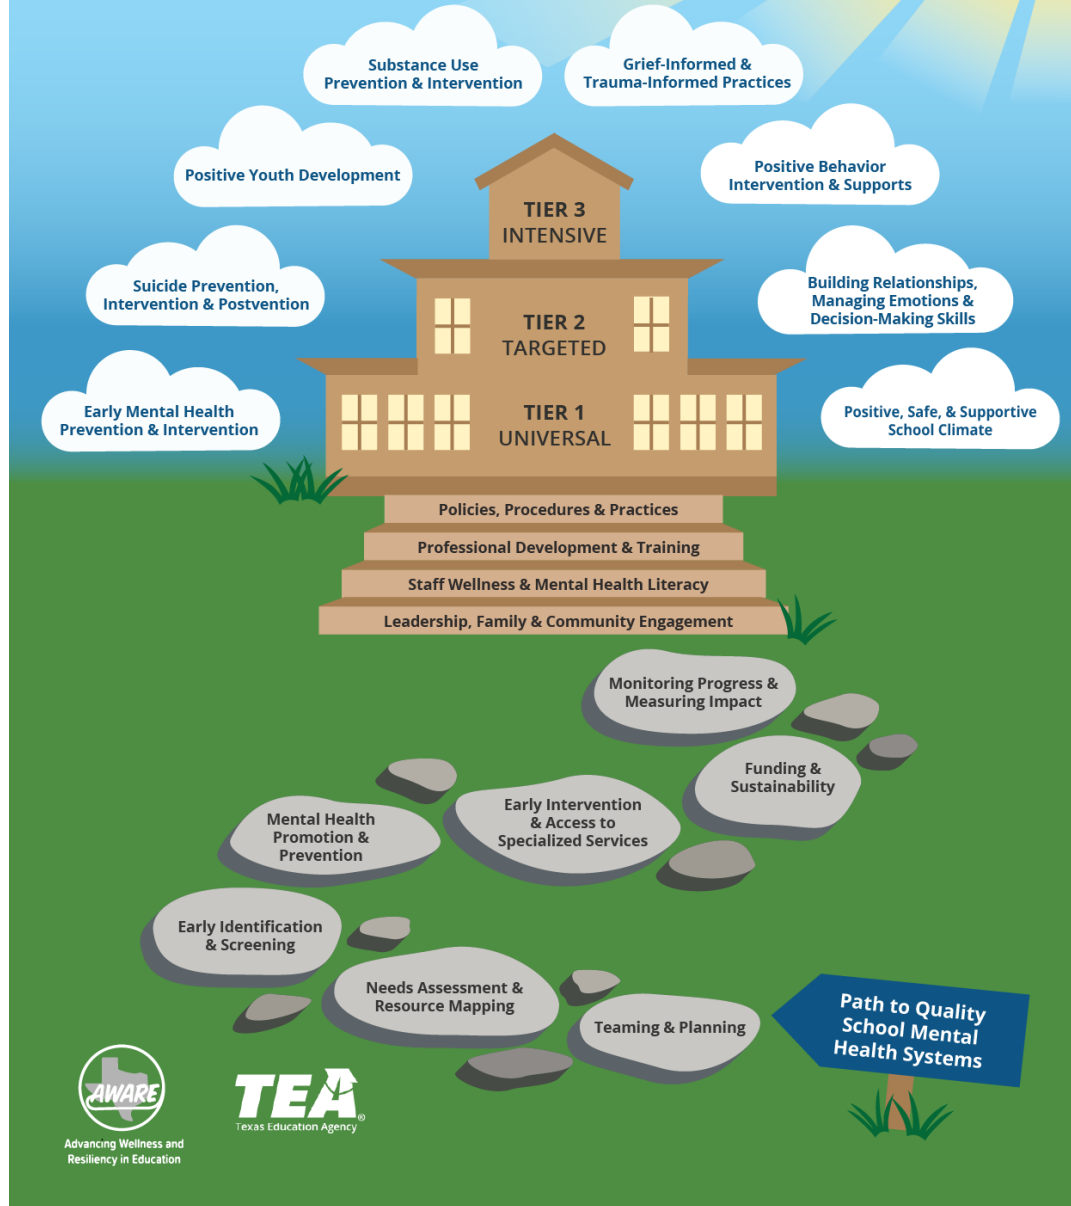 Substance Use
Prevention & Intervention
Grief-Informed &
Trauma-Informed Practices
Positive Youth Development
Positive Behavior
Intervention & Supports
Suicide Prevention,
Intervention & Postvention
Building Relationships,
Managing Emotions &
Decision-Making Skills
Early Mental Health
Prevention & Intervention
Positive, Safe, & Supportive
School Climate
TIER 3
INTENSIVE
TIER 2
TARGETED
TIER 1
UNIVERSAL
Policies, Procedures & Practices
Professional Development & Training
Staff Wellness & Mental Health Literacy
Leadership, Family & Community Engagement
Monitoring Progress &
Measuring Impact
Funding &
Sustainability
Early Intervention
& Access to
Specialized Services
Mental Health
Promotion &
Prevention
Early Identification
& Screening
Needs Assessment &
Resource Mapping
Teaming & Planning
Path to Quality
School Mental
Health Systems
AWARE
Advancing Wellness and
Resiliency in Education
TEA®
Texas Education Agency